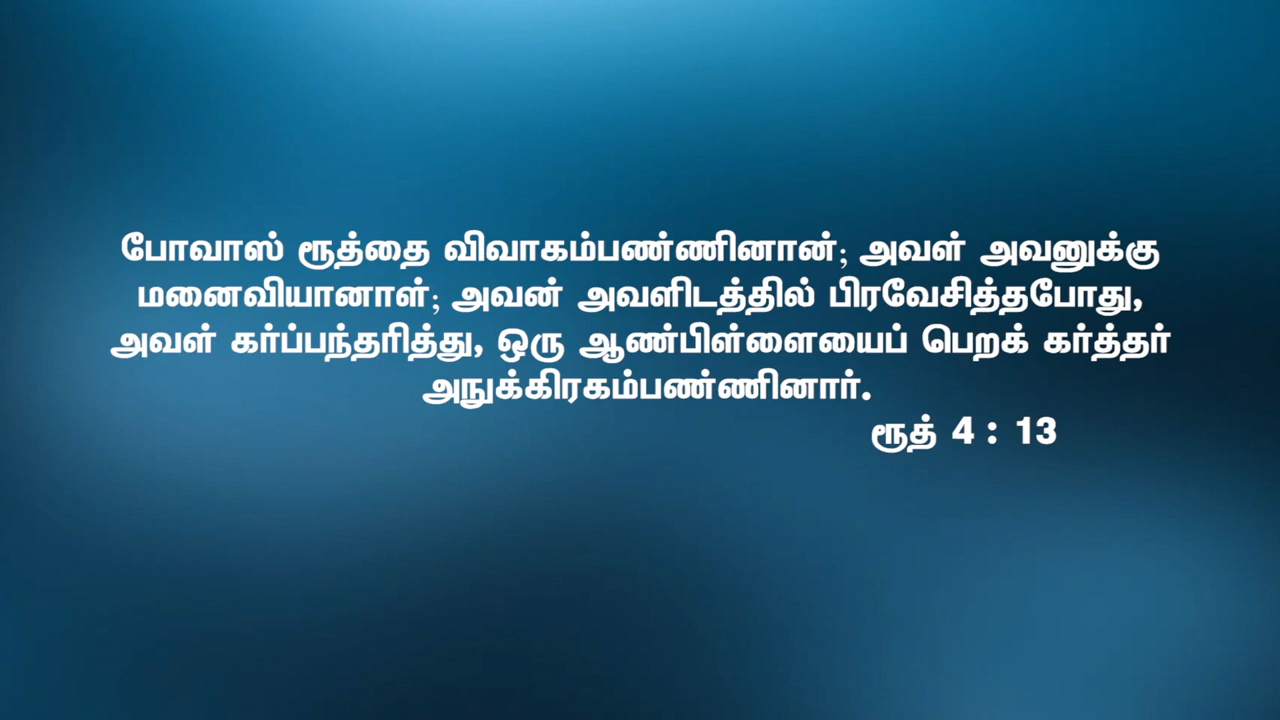 போவாஸ் ரூத்தை விவாகம்பண்ணினான்; அவள் அவனுக்கு
மனைவியானாள்; அவன் அவளிடத்தில் பிரவேசித்தபோது,
அவள் கர்ப்பந்தரித்து, ஒரு ஆண்பிள்ளையைப் பெறக் கர்த்தர்
அநுக்கிரகம்பண்ணினார்.
ரூத் 4 : 13